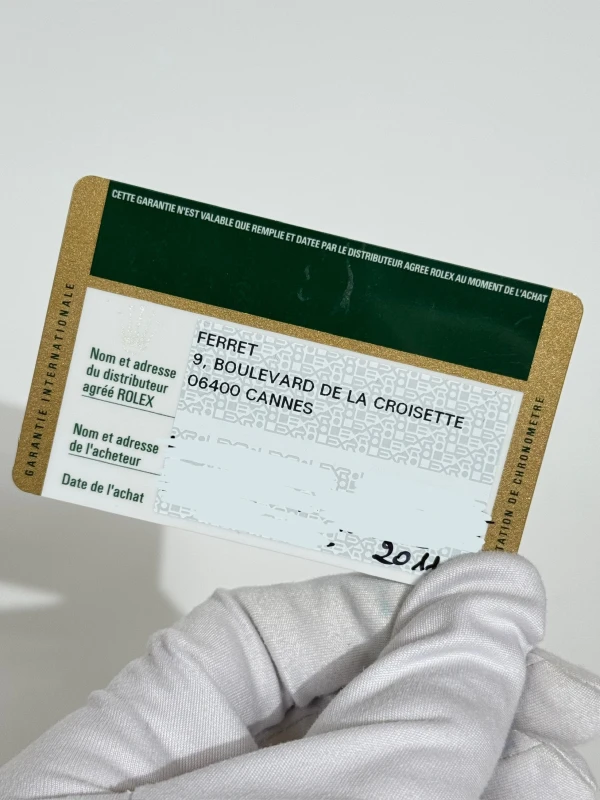 CETTE GARANTIE N'EST VALABLE QUE REMPLIE ET DATEE PAR LE DISTRIBUTEUR AGREE ROLEX AU MOMENT DE L'ACHAT
GARANTIE INTERNATIONALE
Nom et adresse
du distributeur
agréé ROLEX
FERRET
9, BOULEVARD DE LA CROISETTE
06400 CANNES
Nom et adresse
de l'acheteur
Date de l'achat
2011
DE CHRONOMETRE